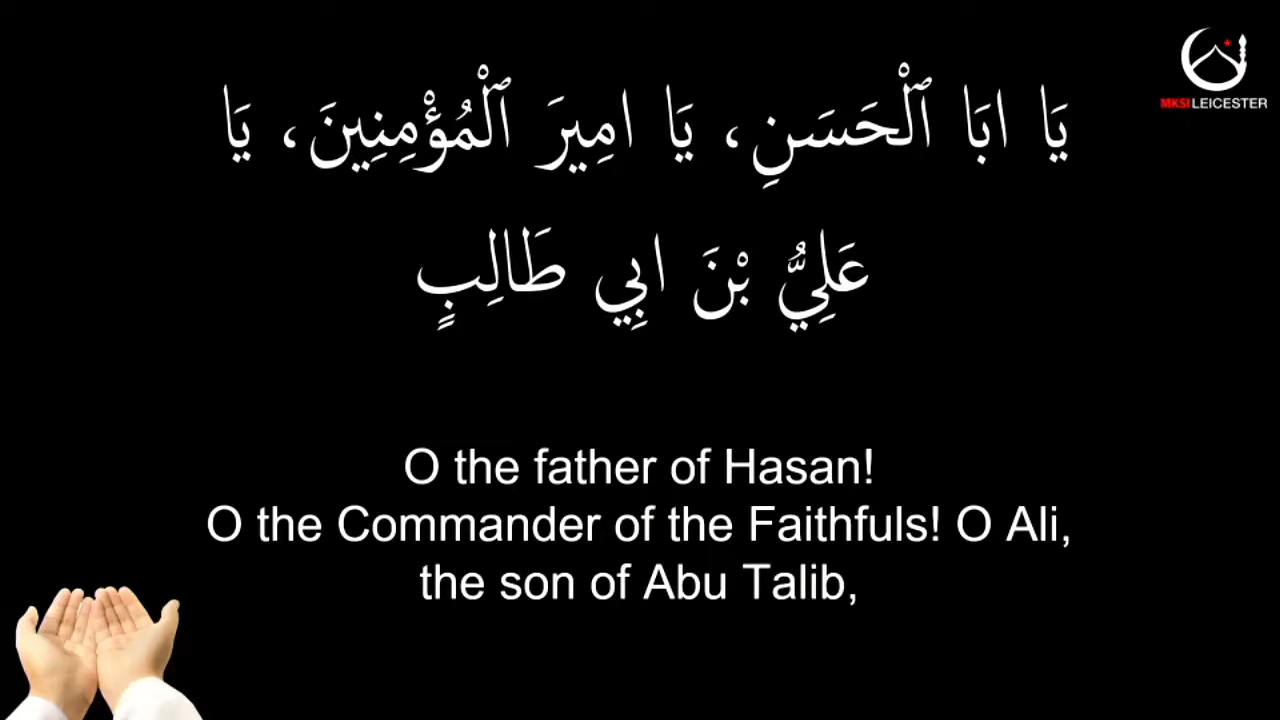 يَا ابَا ٱلْحَسَنِ، يَا امِيرَ ٱلْمُؤْمِنِينَ، يَا
عَلِيُّ بْنَ ابِي طَالِبٍ
O the father of Hasan!
O the Commander of the Faithfuls! O Ali,
the son of Abu Talib,
MKSI LEICESTER